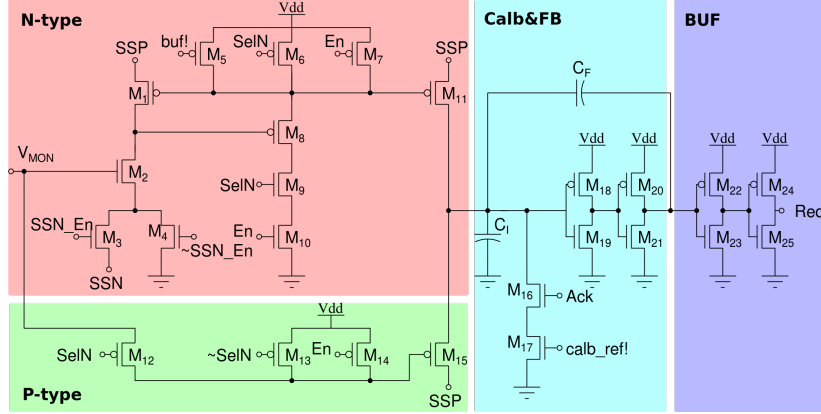 N-type
Calb&FB
BUF
Vdd
SSP
buf!
SelN
En
SSP
M5
M6
M7
CF
M1
M11
Vdd
Vdd
Vdd
Vdd
M8
VMON
M2
SelN
M9
M18
M20
M22
M24
Req
SSN_En
M3
M4
~SSN_En
En
M10
CI
M19
M21
M23
M25
SSN
M16
Ack
Vdd
SelN
M12
~SelN
M13
En
M14
M15
M17
calb_ref!
P-type
SSP